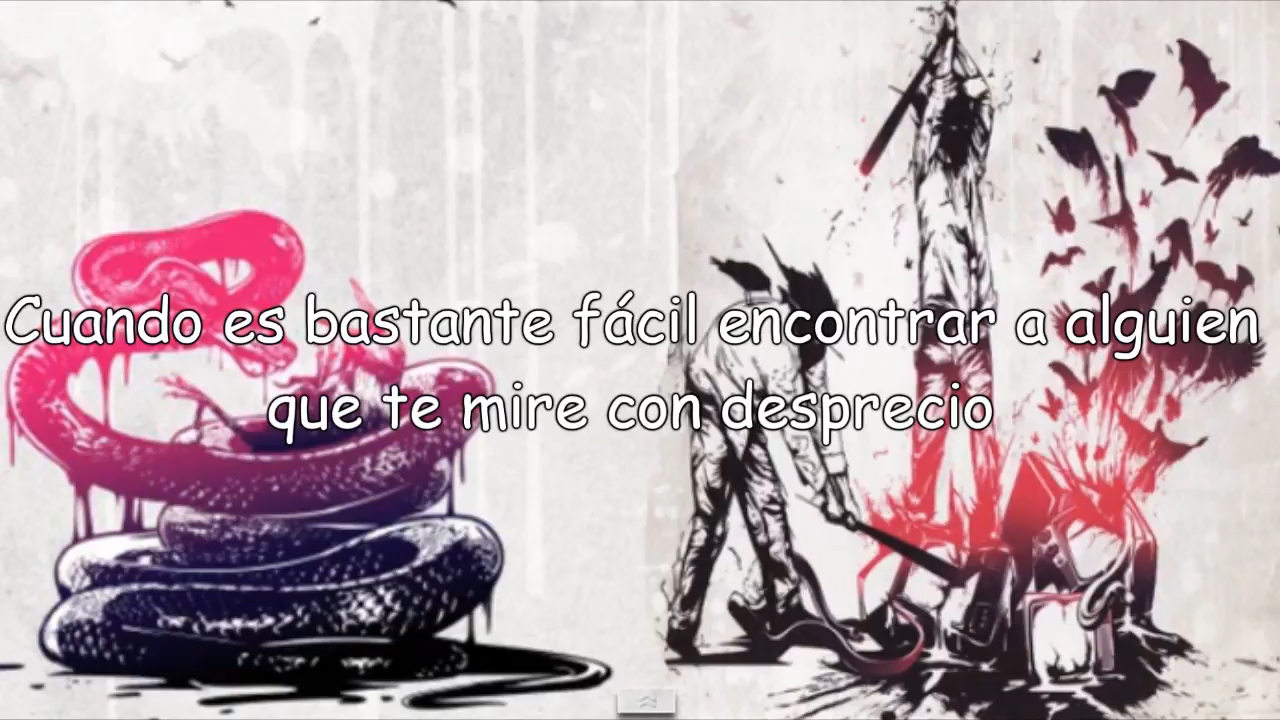 Cuando es bastante fácil encontrar a alguien
que te mire con desprecio